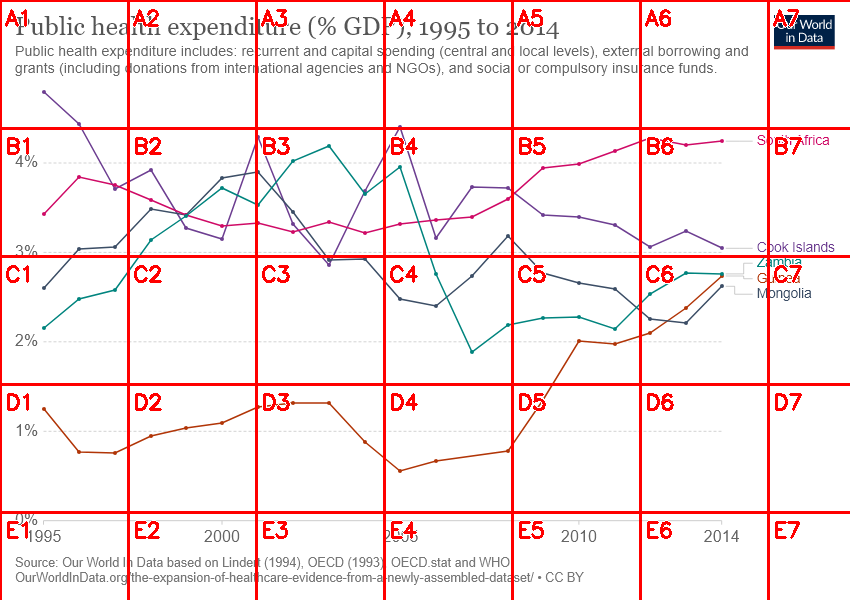 Public health expenditure (% GDP), 1995 to 2014
Our World
in Data
Public health expenditure includes: recurrent and capital spending (central and local levels), external borrowing and
grants (including donations from international agencies and NGOs), and social or compulsory insurance funds.
A1 A2 A3 A4 A5 A6 A7
B1 B2 B3 B4 B5 B6 B7
South Africa
4%
Cook Islands
3%
Zambia
C1 C2 C3 C4 C5 C6 C7
Guinea
Mongolia
2%
D1 D2 D3 D4 D5 D6 D7
1%
0%
E1 E2 E3 E4 E5 E6 E7
1995 2000 2005 2010 2014
Source: Our World In Data based on Lindert (1994), OECD (1993), OECD.stat and WHO
OurWorldInData.org/the-expansion-of-healthcare-evidence-from-a-newly-assembled-dataset/ • CC BY